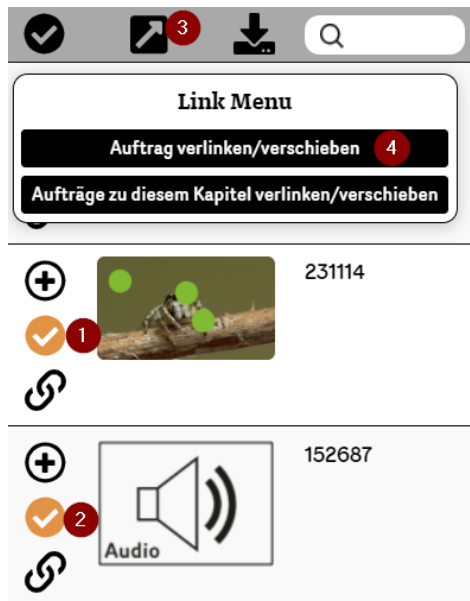 3
Link Menu
Auftrag verlinken/verschieben 4
Aufträge zu diesem Kapitel verlinken/verschieben
231114
1
152687
2
Audio